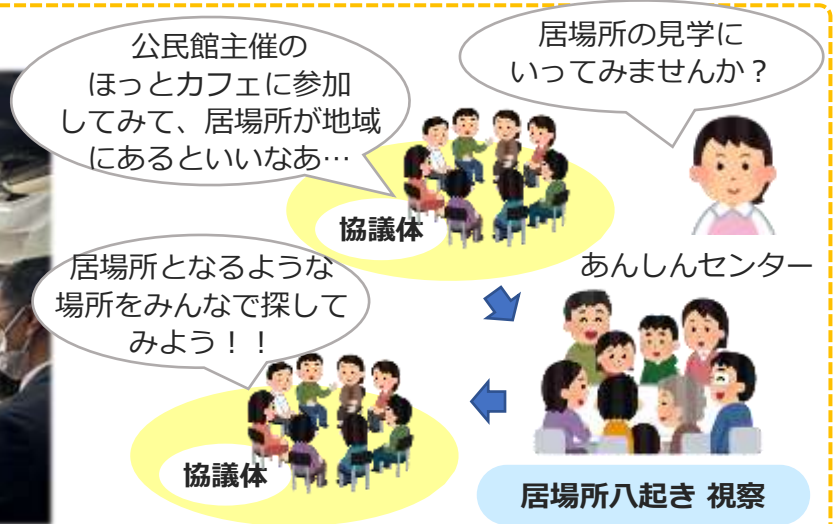 公民館主催の
ほっとカフェに参加
してみて、居場所が地域
にあるといいなあ…
協議体
居場所の見学に
いってみませんか？
あんしんセンター
居場所となるような
場所をみんなで探して
みよう！！
協議体
居場所八起き 視察